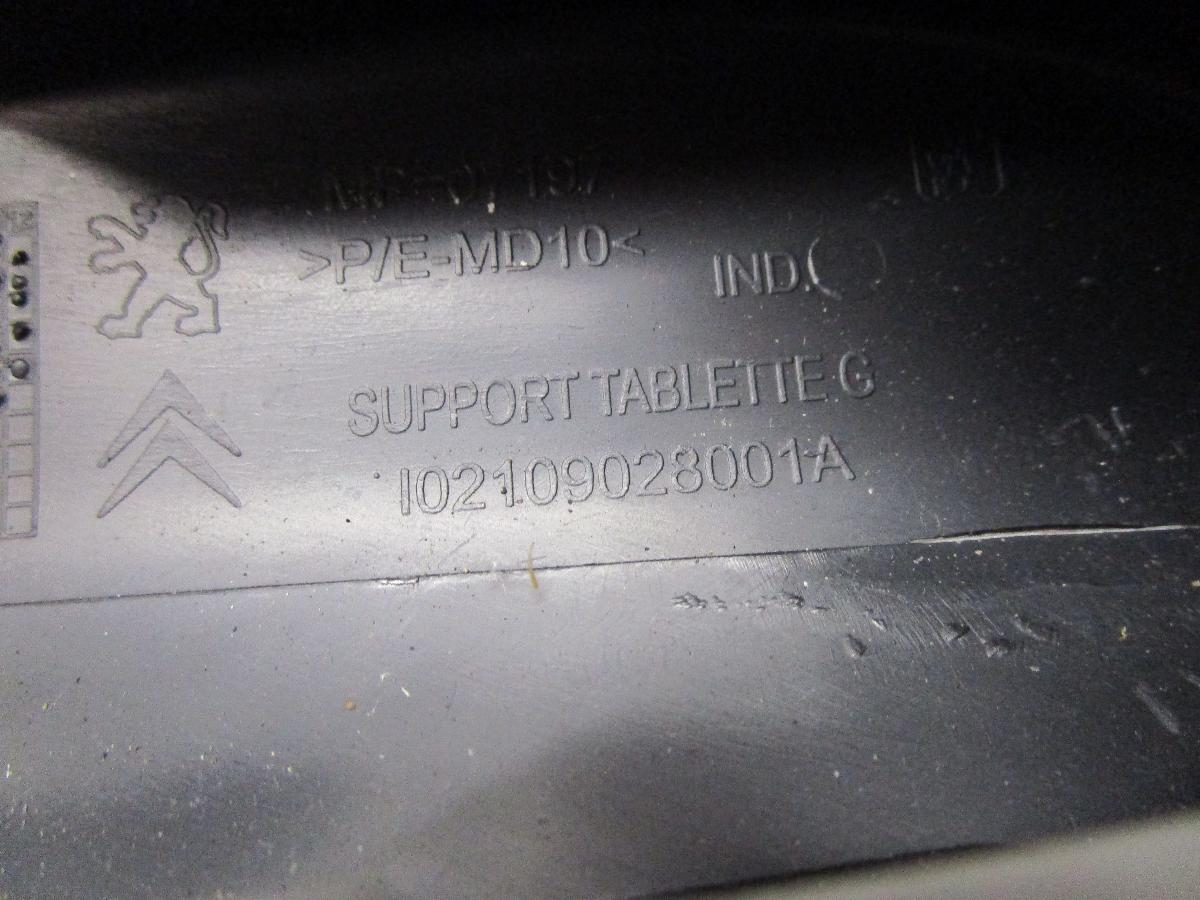 >P/E-MD10<
IND.
SUPPORT TABLETTE G
I02109028001A